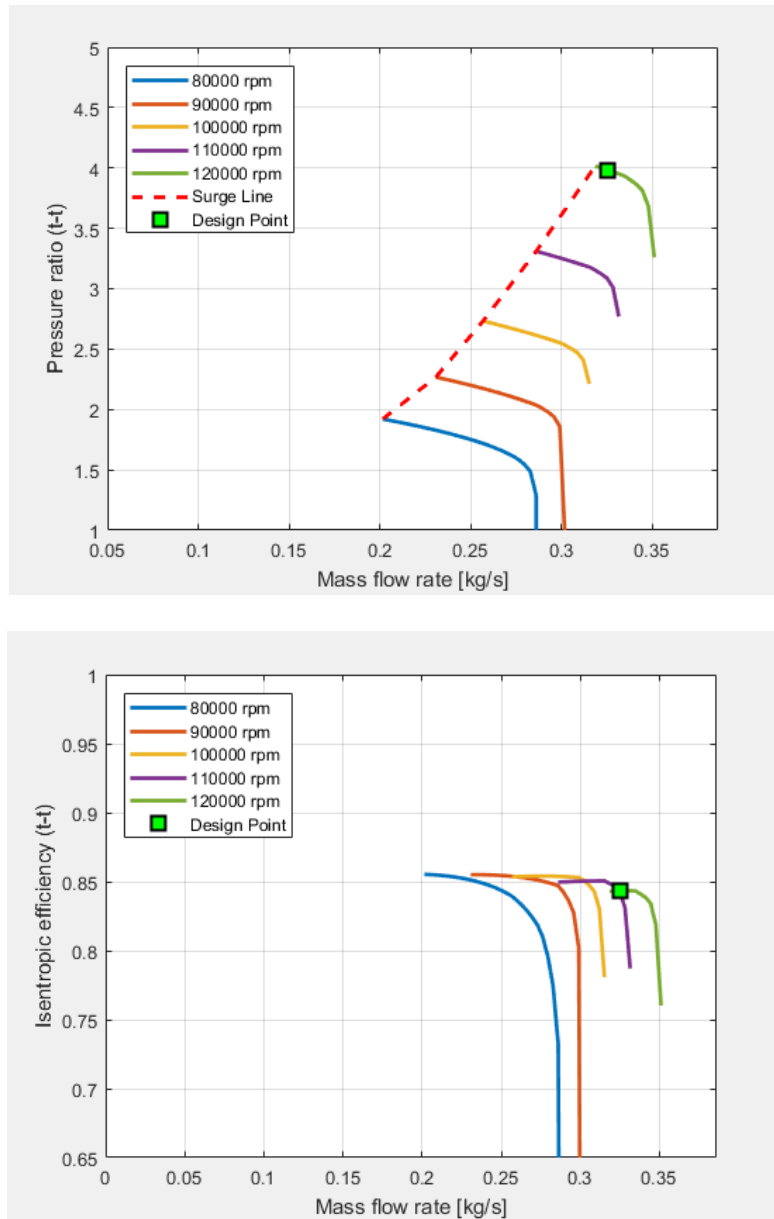 5
4.5
4
3.5
3
2.5
2
1.5
1
Pressure ratio (t-t)
80000 rpm
90000 rpm
100000 rpm
110000 rpm
120000 rpm
Surge Line
Design Point
0.05 0.1 0.15 0.2 0.25 0.3 0.35
Mass flow rate [kg/s]
1
0.95
0.9
0.85
0.8
0.75
0.7
0.65
Isentropic efficiency (t-t)
80000 rpm
90000 rpm
100000 rpm
110000 rpm
120000 rpm
Design Point
0 0.05 0.1 0.15 0.2 0.25 0.3 0.35
Mass flow rate [kg/s]